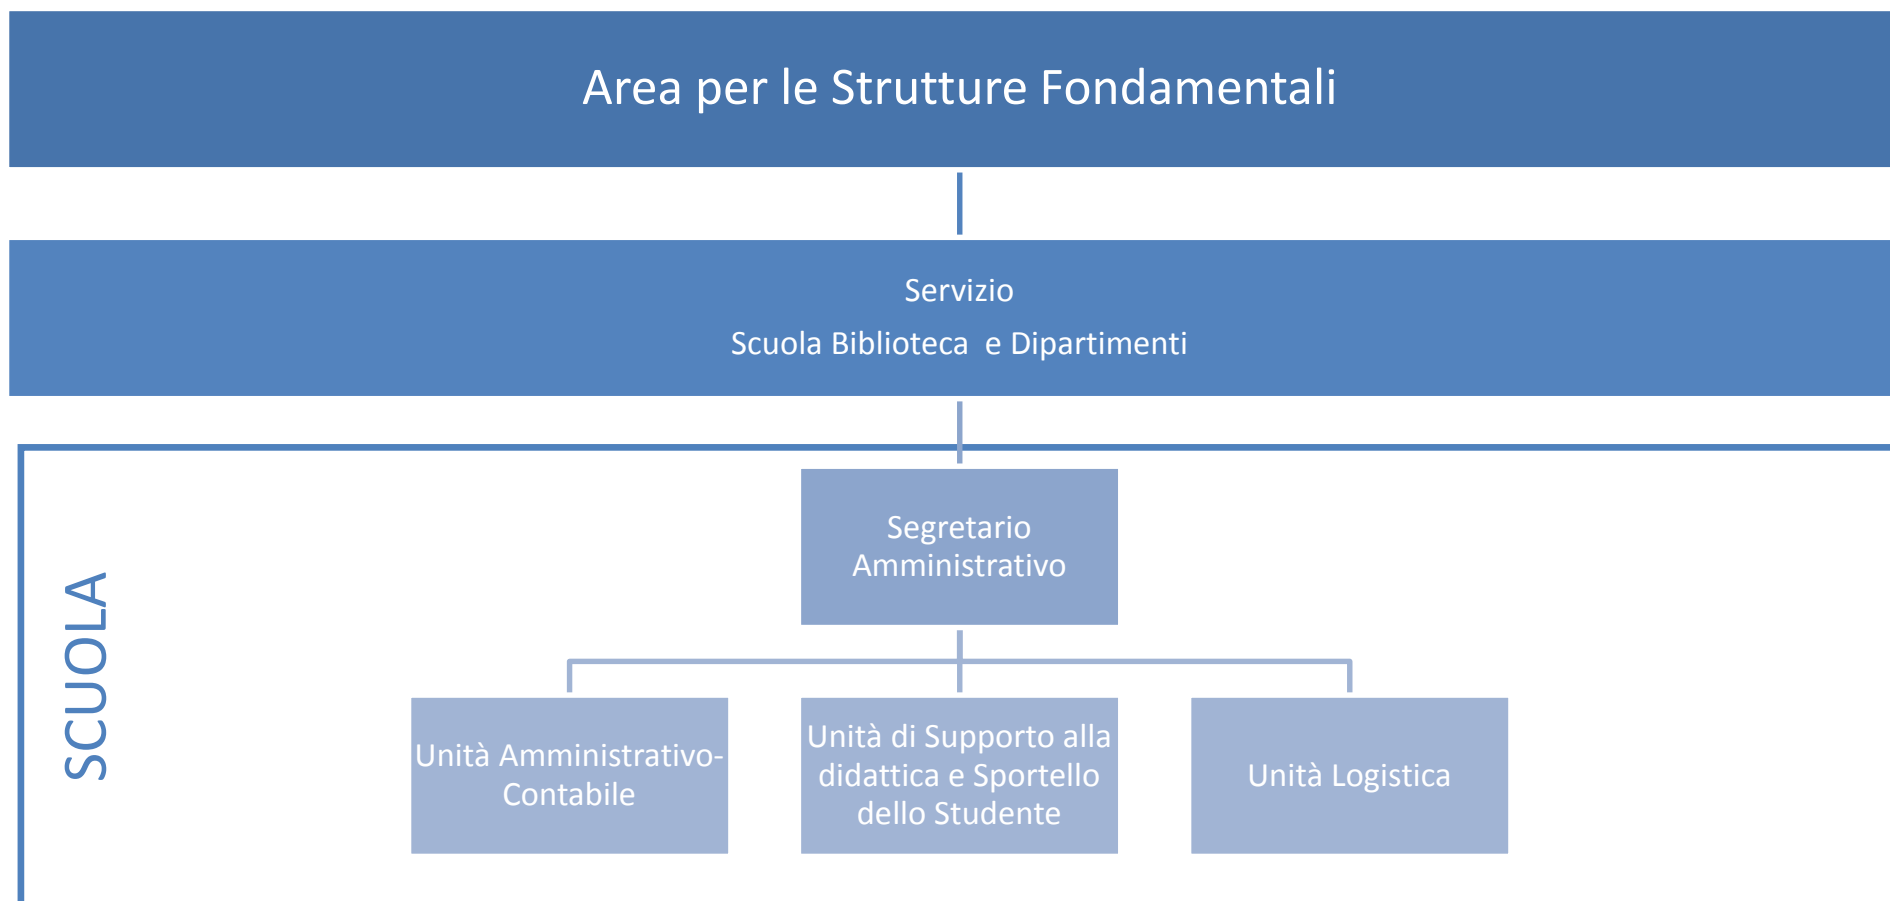 Area per le Strutture Fondamentali
Servizio
Scuola Biblioteca  e Dipartimenti
SCUOLA
Segretario
Amministrativo
Unità Amministrativo-
Contabile
Unità di Supporto alla
didattica e Sportello
dello Studente
Unità Logistica